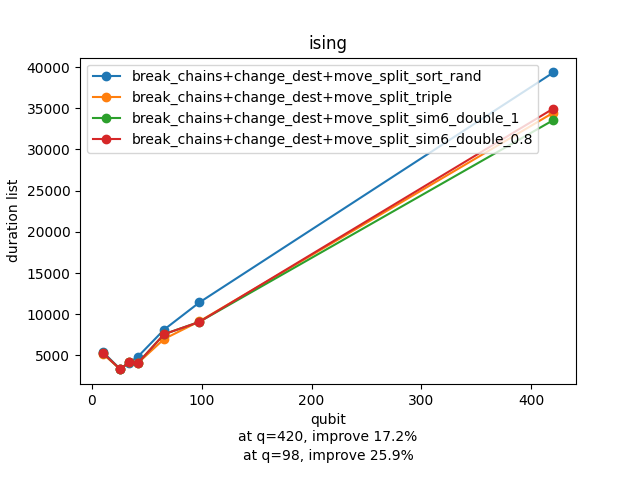 ising
break_chains+change_dest+move_split_sort_rand
break_chains+change_dest+move_split_triple
break_chains+change_dest+move_split_sim6_double_1
break_chains+change_dest+move_split_sim6_double_0.8
40000
35000
30000
25000
20000
15000
10000
5000
duration list
0 100 200 300 400
qubit
at q=420, improve 17.2%
at q=98, improve 25.9%